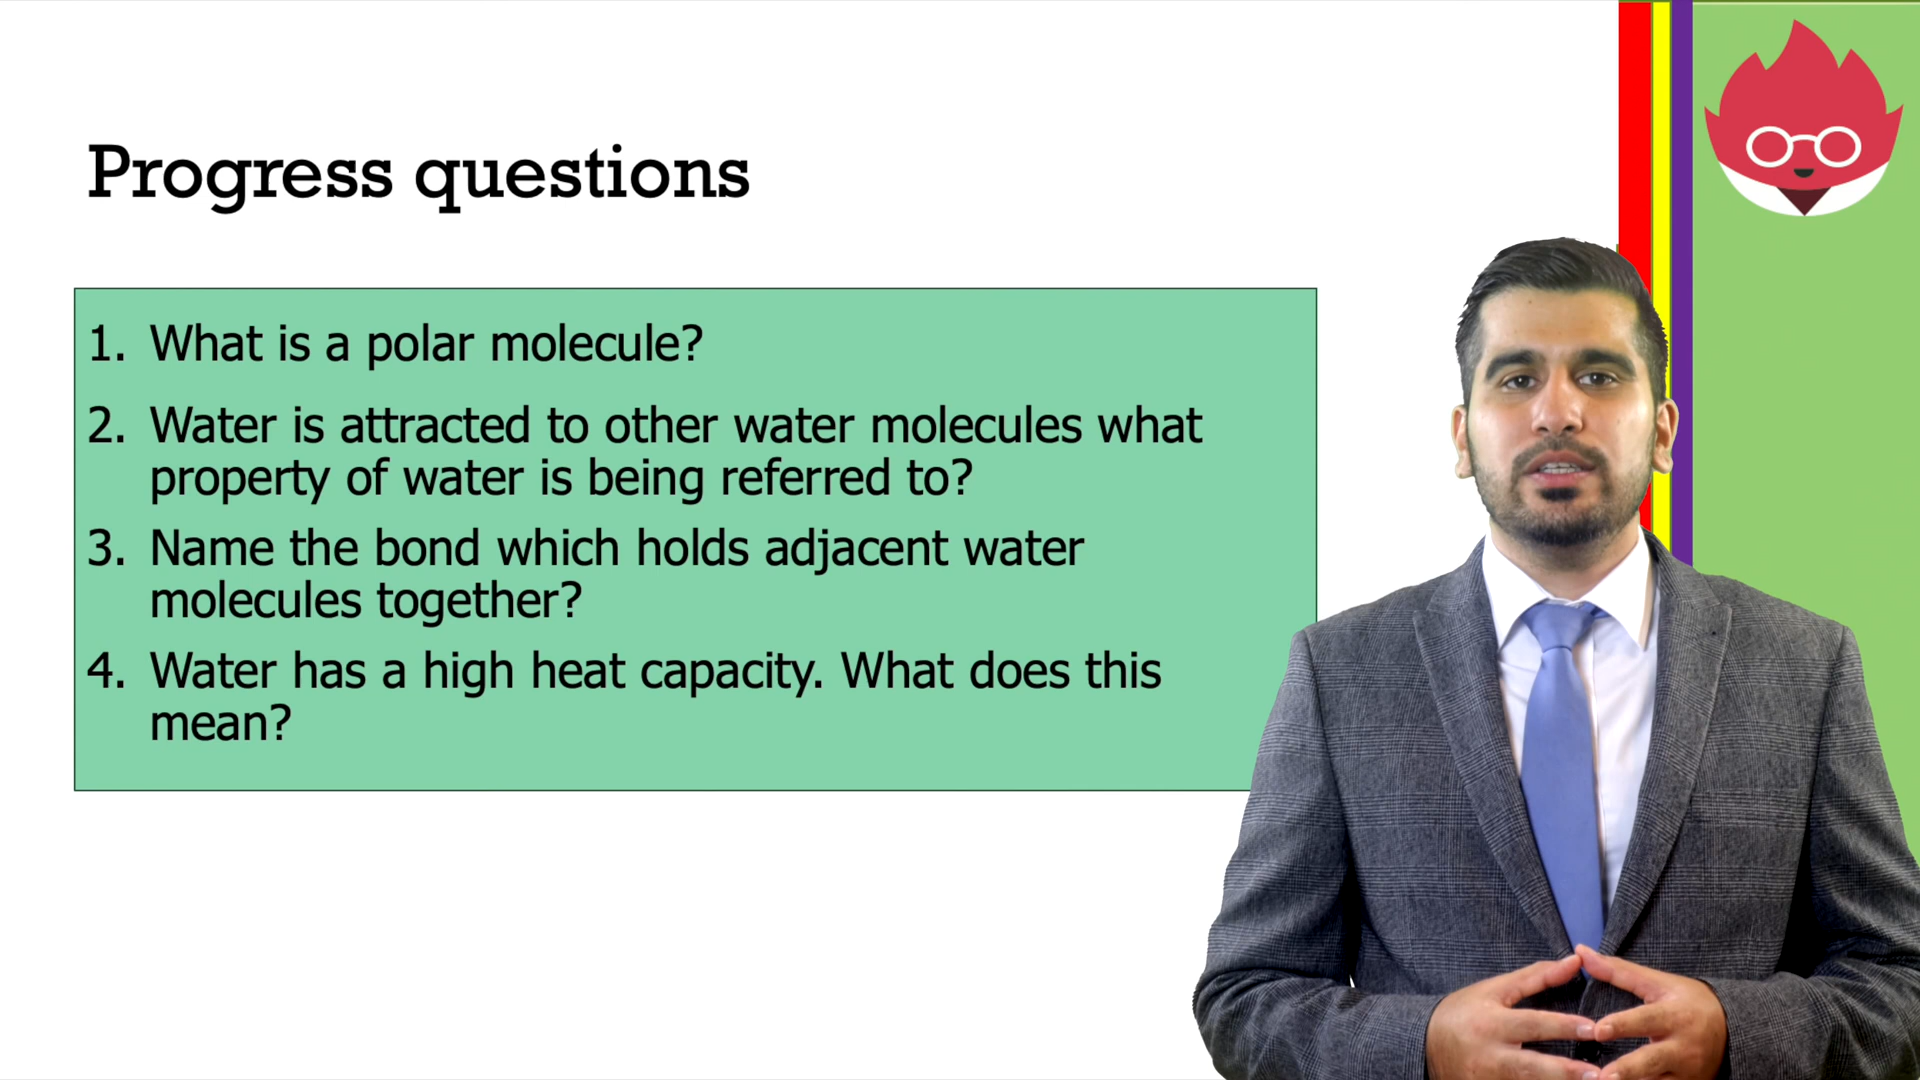 Progress questions
1. What is a polar molecule?
2. Water is attracted to other water molecules what
property of water is being referred to?
3. Name the bond which holds adjacent water
molecules together?
4. Water has a high heat capacity. What does this
mean?